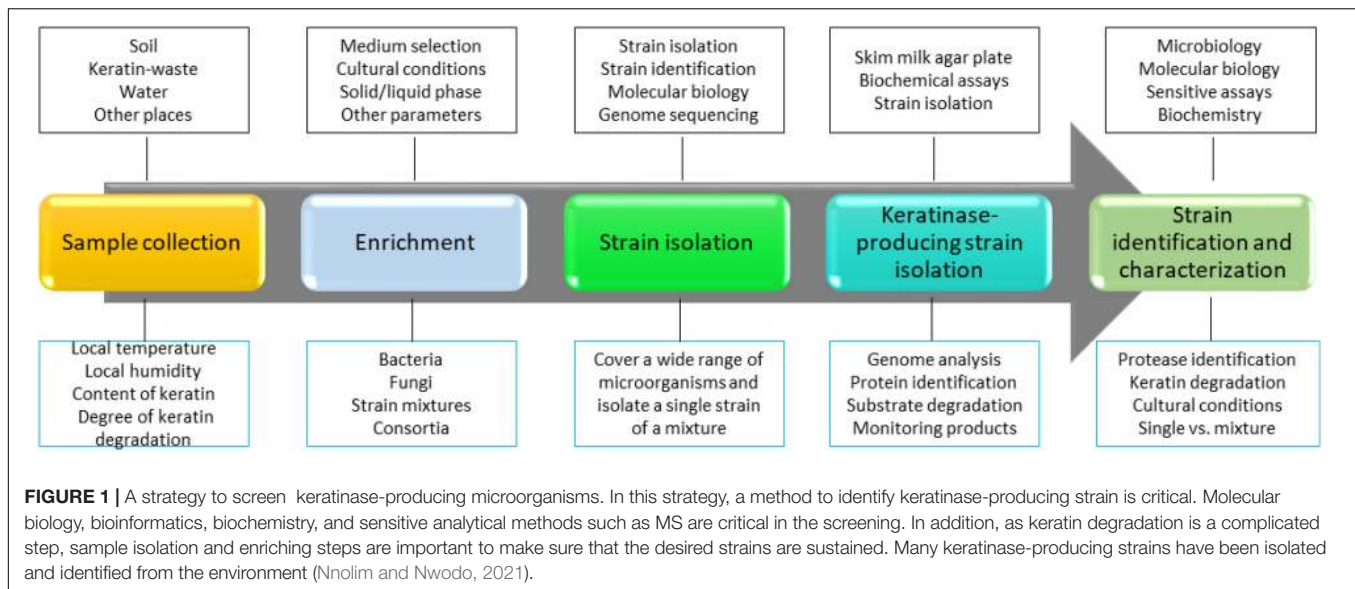 Soil
Keratin-waste
Water
Other places
Medium selection
Cultural conditions
Solid/liquid phase
Other parameters
Strain isolation
Strain identification
Molecular biology
Genome sequencing
Skim milk agar plate
Biochemical assays
Strain isolation
Microbiology
Molecular biology
Sensitive assays
Biochemistry
Sample collection
Enrichment
Strain isolation
Keratinase-
producing strain
isolation
Strain
identification and
characterization
Local temperature
Local humidity
Content of keratin
Degree of keratin
degradation
Bacteria
Fungi
Strain mixtures
Consortia
Cover a wide range of
microorganisms and
isolate a single strain
of a mixture
Genome analysis
Protein identification
Substrate degradation
Monitoring products
Protease identification
Keratin degradation
Cultural conditions
Single vs. mixture
FIGURE 1 | A strategy to screen keratinase-producing microorganisms. In this strategy, a method to identify keratinase-producing strain is critical. Molecular
biology, bioinformatics, biochemistry, and sensitive analytical methods such as MS are critical in the screening. In addition, as keratin degradation is a complicated
step, sample isolation and enriching steps are important to make sure that the desired strains are sustained. Many keratinase-producing strains have been isolated
and identified from the environment (Nnolim and Nwodo, 2021).